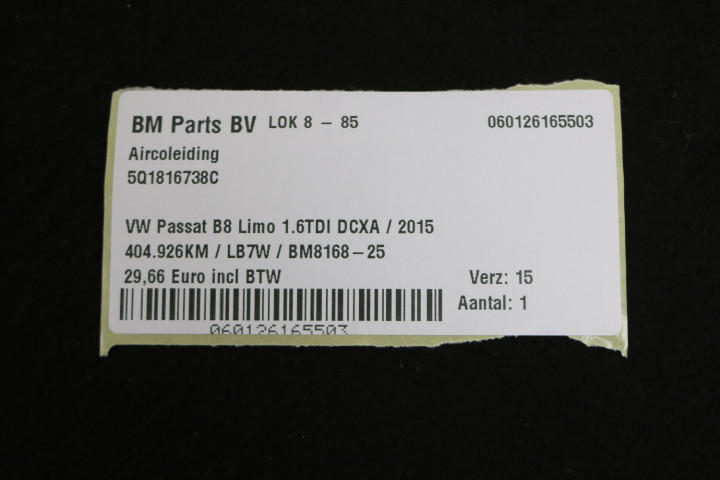 BM Parts BV LOK 8 - 85 060126165503
Aircoleiding
5Q1816738C
VW Passat B8 Limo 1.6TDI DCXA / 2015
404.926KM / LB7W / BM8168-25
29,66 Euro incl BTW Verz: 15
Aantal: 1
060126165503